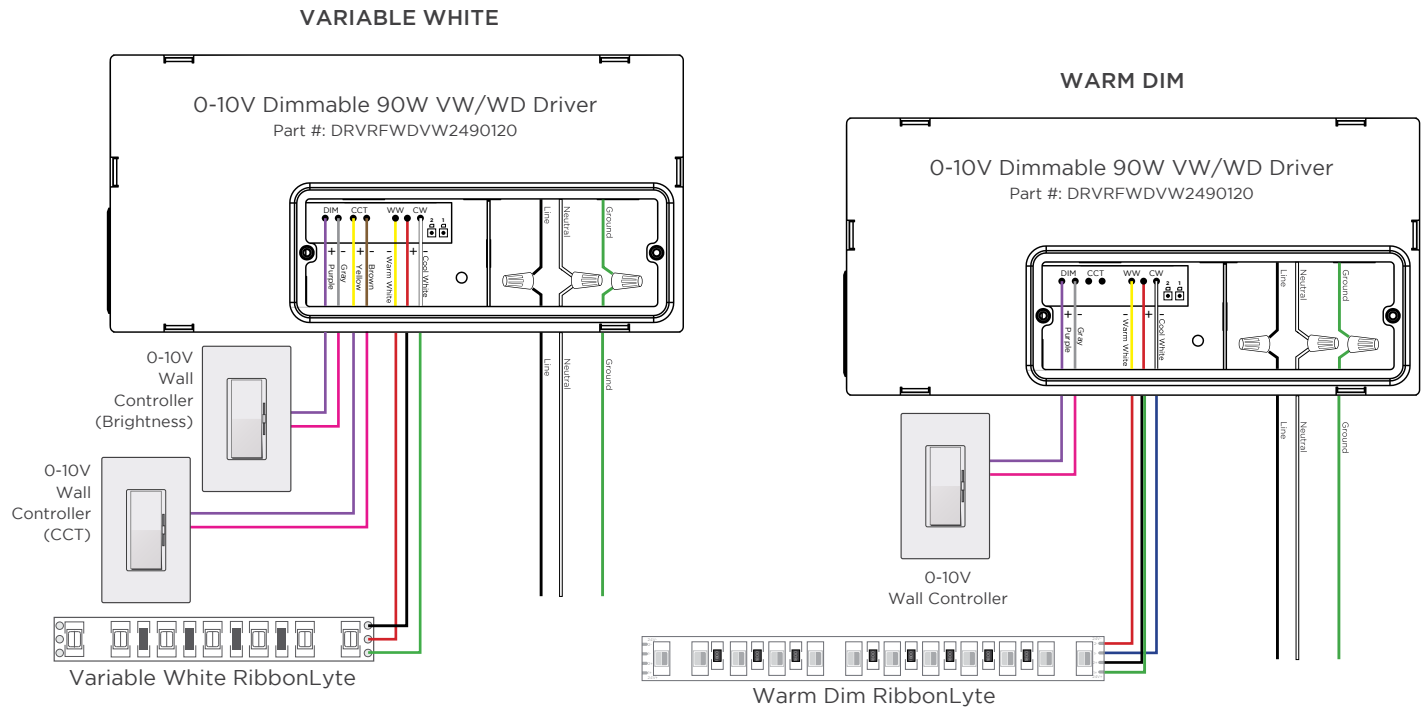 VARIABLE WHITE
0-10V Dimmable 90W VW/WD Driver
Part #: DRVRFWDVW2490120
DIM CCT WW CW
2 1
+ − + − − + −
Purple
Gray
Yellow
Brown
Warm White
Cool White
Line
Neutral
Ground
Line
Neutral
Ground
0-10V
Wall
Controller
(Brightness)
0-10V
Wall
Controller
(CCT)
Variable White RibbonLyte
WARM DIM
0-10V Dimmable 90W VW/WD Driver
Part #: DRVRFWDVW2490120
DIM CCT WW CW
2 1
+ − − + −
Purple
Gray
Warm White
Cool White
Line
Neutral
Ground
Line
Neutral
Ground
0-10V
Wall Controller
Warm Dim RibbonLyte